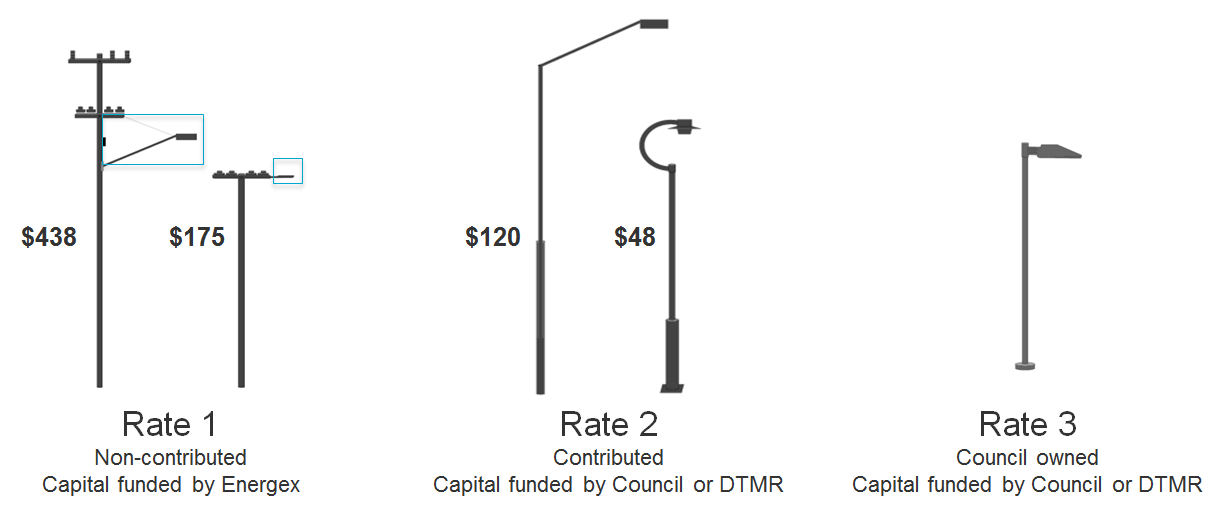 $438
$175
$120
$48
Rate 1
Non-contributed
Capital funded by Energex
Rate 2
Contributed
Capital funded by Council or DTMR
Rate 3
Council owned
Capital funded by Council or DTMR